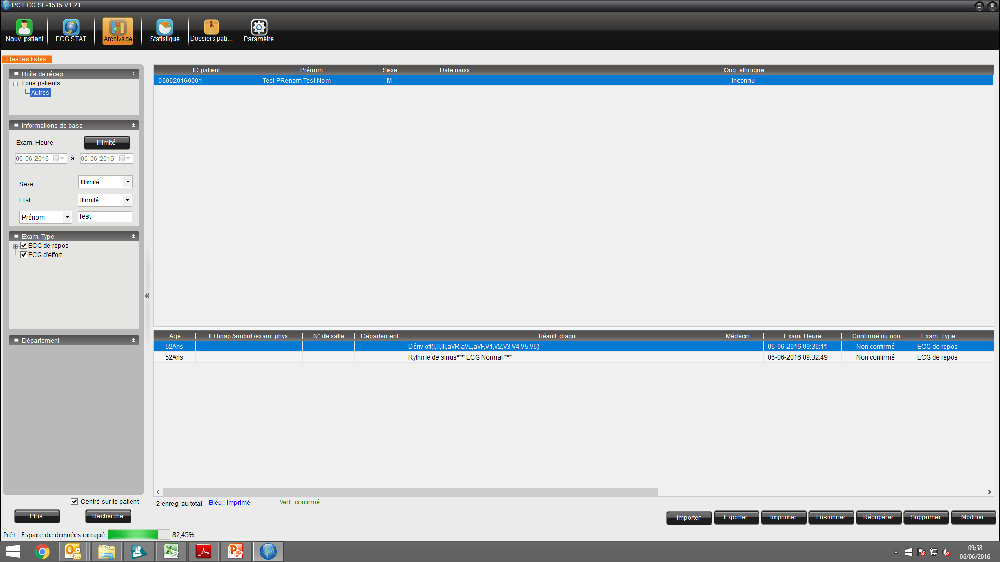 PC ECG SE-1515 V1.21
Nouv. patient
ECG STAT
Archivage
Statistique
Dossiers pati...
Paramètre
Ttes les listes
Boîte de récep.
Tous patients
Autres
Informations de base
Exam. Heure
Illimité
06-06-2016 à 06-06-2016
Sexe Illimité
Etat Illimité
Prénom Test
Exam. Type
ECG de repos
ECG d'effort
Département
Centré sur le patient
Plus
Recherche
ID patient Prénom Sexe Date naiss. Orig. ethnique
060620160001 Test PRenom Test Nom M Inconnu
Age ID hosp./ambul./exam. phys. N° de salle Département Résult. diagn. Médecin Exam. Heure Confirmé ou non Exam. Type
52Ans Dériv off(I,II,III,aVR,aVL,aVF,V1,V2,V3,V4,V5,V6) 06-06-2016 09:36:11 Non confirmé ECG de repos
52Ans Rythme de sinus*** ECG Normal *** 06-06-2016 09:32:49 Non confirmé ECG de repos
2 enreg. au total Bleu : imprimé Vert : confirmé
Importer
Exporter
Imprimer
Fusionner
Récupérer
Supprimer
Modifier
Prêt Espace de données occupé 82,45%
09:58
06/06/2016